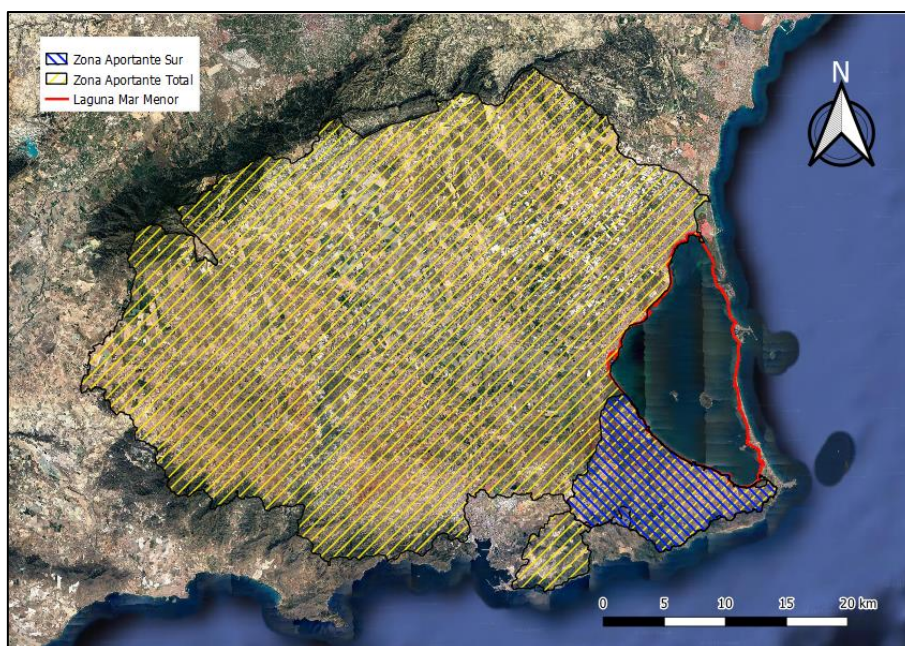 Zona Aportante Sur
Zona Aportante Total
Laguna Mar Menor
N
0 5 10 15 20 km